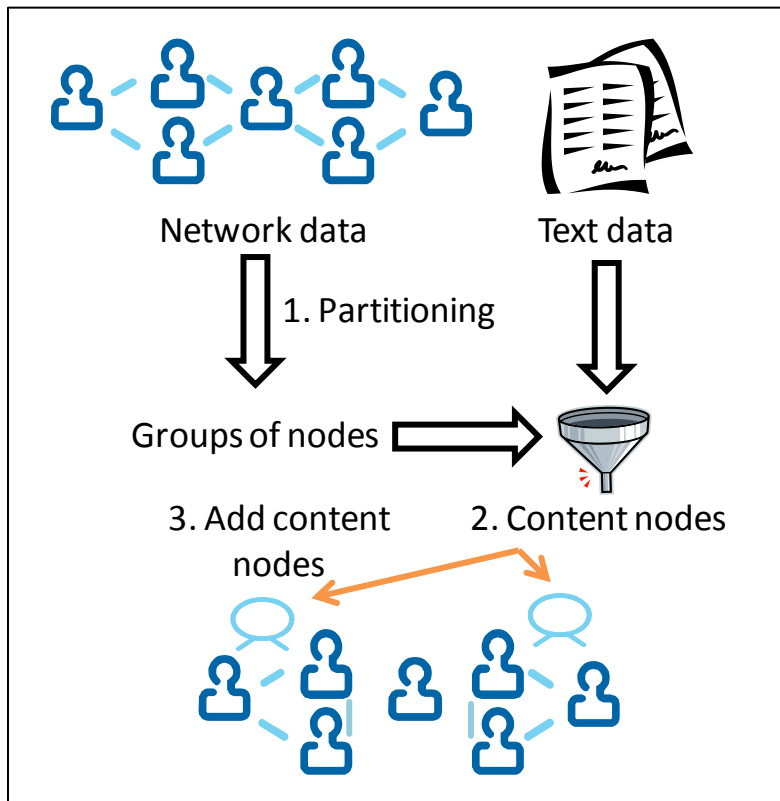 Network data
Text data
1. Partitioning
Groups of nodes
3. Add content
nodes
2. Content nodes